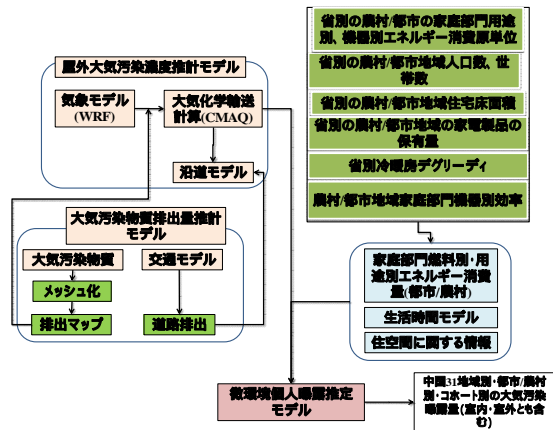 屋外大気汚染濃度推計モデル
気象モデル
(WRF)
大気化学輸送
計算(CMAQ)
沿道モデル
大気汚染物質排出量推計
モデル
大気汚染物質
交通モデル
メッシュ化
排出マップ
道路排出
省別の農村/都市の家庭部門用途
別、機器別エネルギー消費原単位
省別の農村/都市地域人口数、世
帯数
省別の農村/都市地域住宅床面積
省別の農村/都市地域の家電製品の
保有量
省別冷暖房デグリーディ
農村/都市地域家庭部門機器別効率
家庭部門燃料別・用
途別エネルギー消費
量(都市/農村)
生活時間モデル
住空間に関する情報
微環境個人曝露推定
モデル
中国31地域別・都市/農村
別・コホート別の大気汚染
曝露量(室内・室外とも含
む)